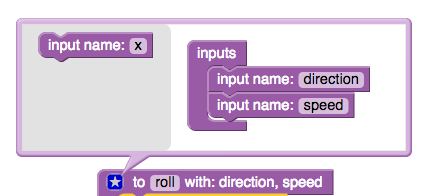 input name: x
inputs
input name: direction
input name: speed
to roll with: direction, speed